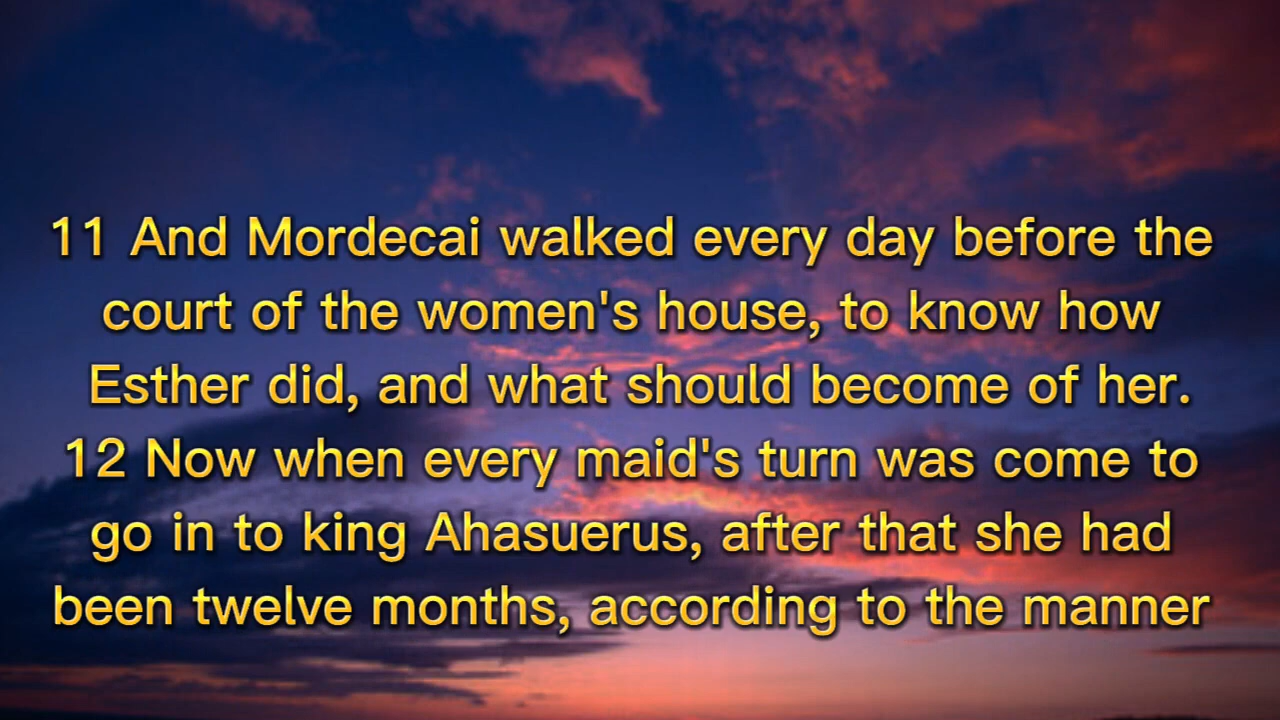 11 And Mordecai walked every day before the
court of the women's house, to know how
Esther did, and what should become of her.
12 Now when every maid's turn was come to
go in to king Ahasuerus, after that she had
been twelve months, according to the manner